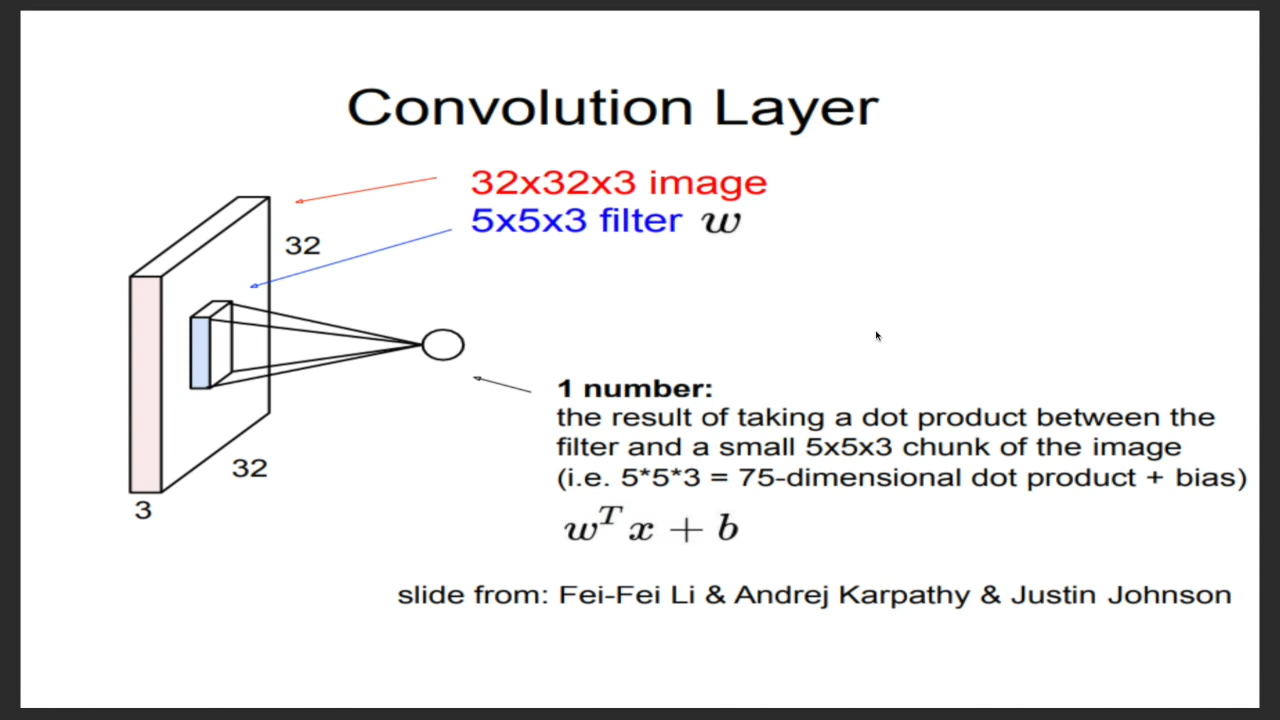 Convolution Layer
32x32x3 image
5x5x3 filter w
32
32
3
1 number:
the result of taking a dot product between the
filter and a small 5x5x3 chunk of the image
(i.e. 5*5*3 = 75-dimensional dot product + bias)
w^T x + b
slide from: Fei-Fei Li & Andrej Karpathy & Justin Johnson